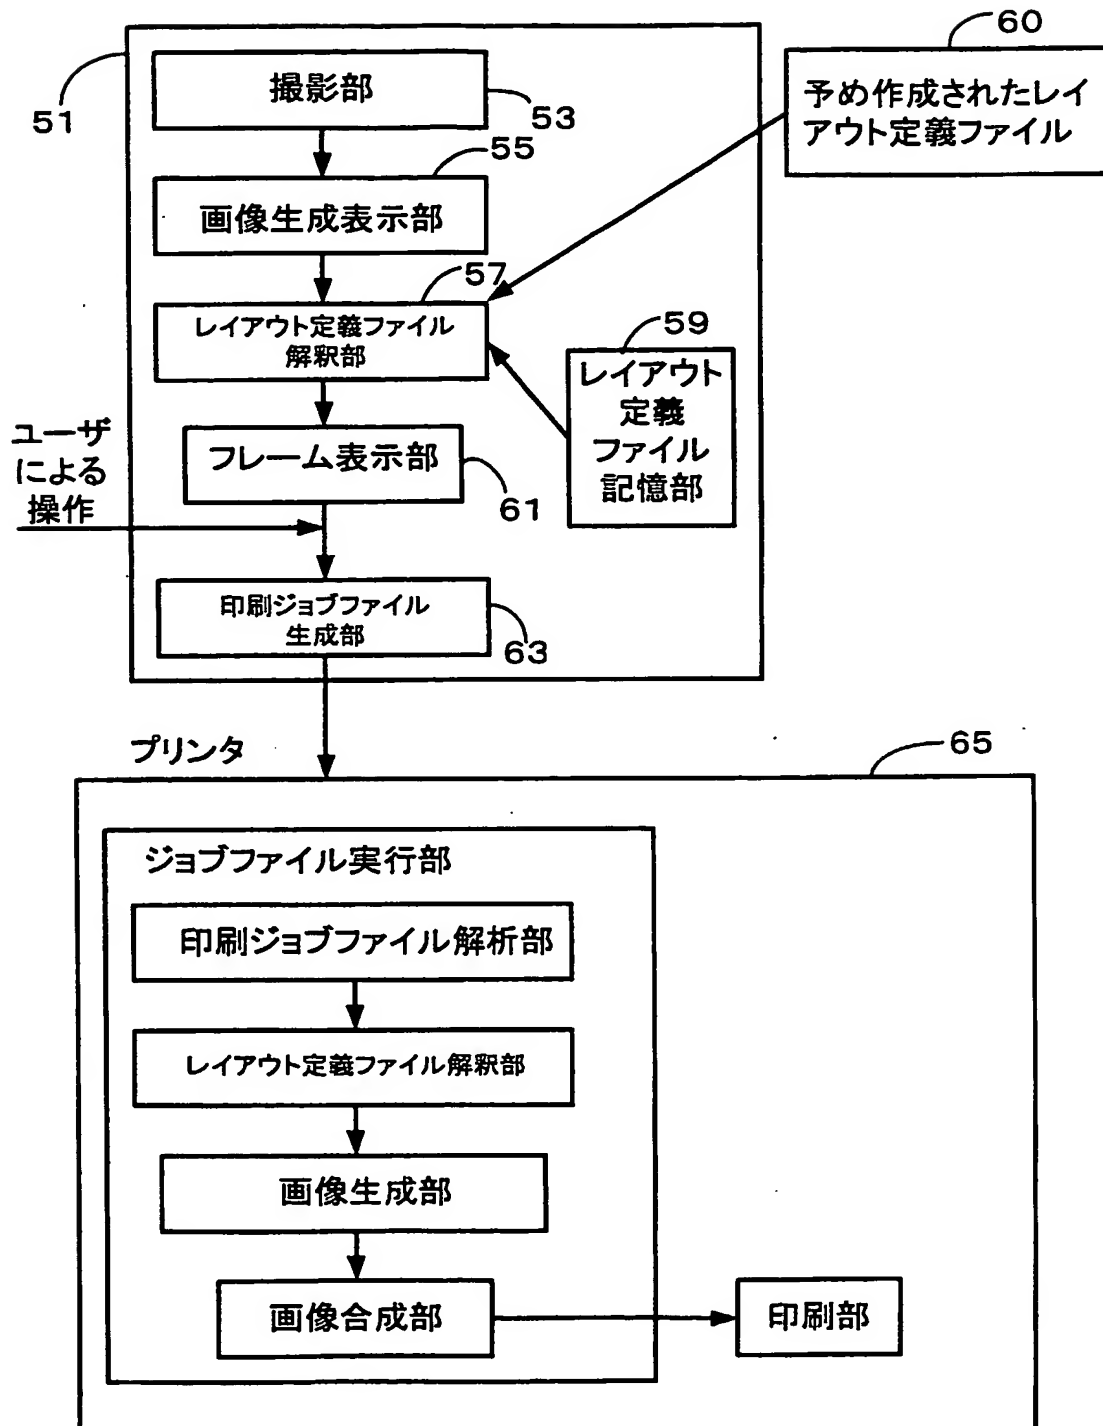 60
51
撮影部
53
予め作成されたレイ
アウト定義ファイル
55
画像生成表示部
57
レイアウト定義ファイル
解釈部
59
レイアウト
定義
ファイル
記憶部
ユーザ
による
操作
フレーム表示部
61
印刷ジョブファイル
生成部
63
プリンタ
65
ジョブファイル実行部
印刷ジョブファイル解析部
レイアウト定義ファイル解釈部
画像生成部
画像合成部
印刷部